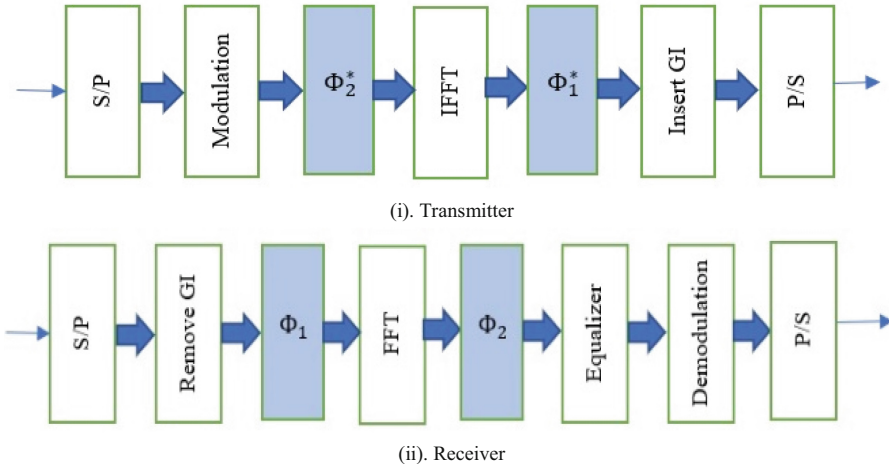 S/P
Modulation
Φ₂*
IFFT
Φ₁*
Insert GI
P/S
(i). Transmitter
S/P
Remove GI
Φ₁
FFT
Φ₂
Equalizer
Demodulation
P/S
(ii). Receiver